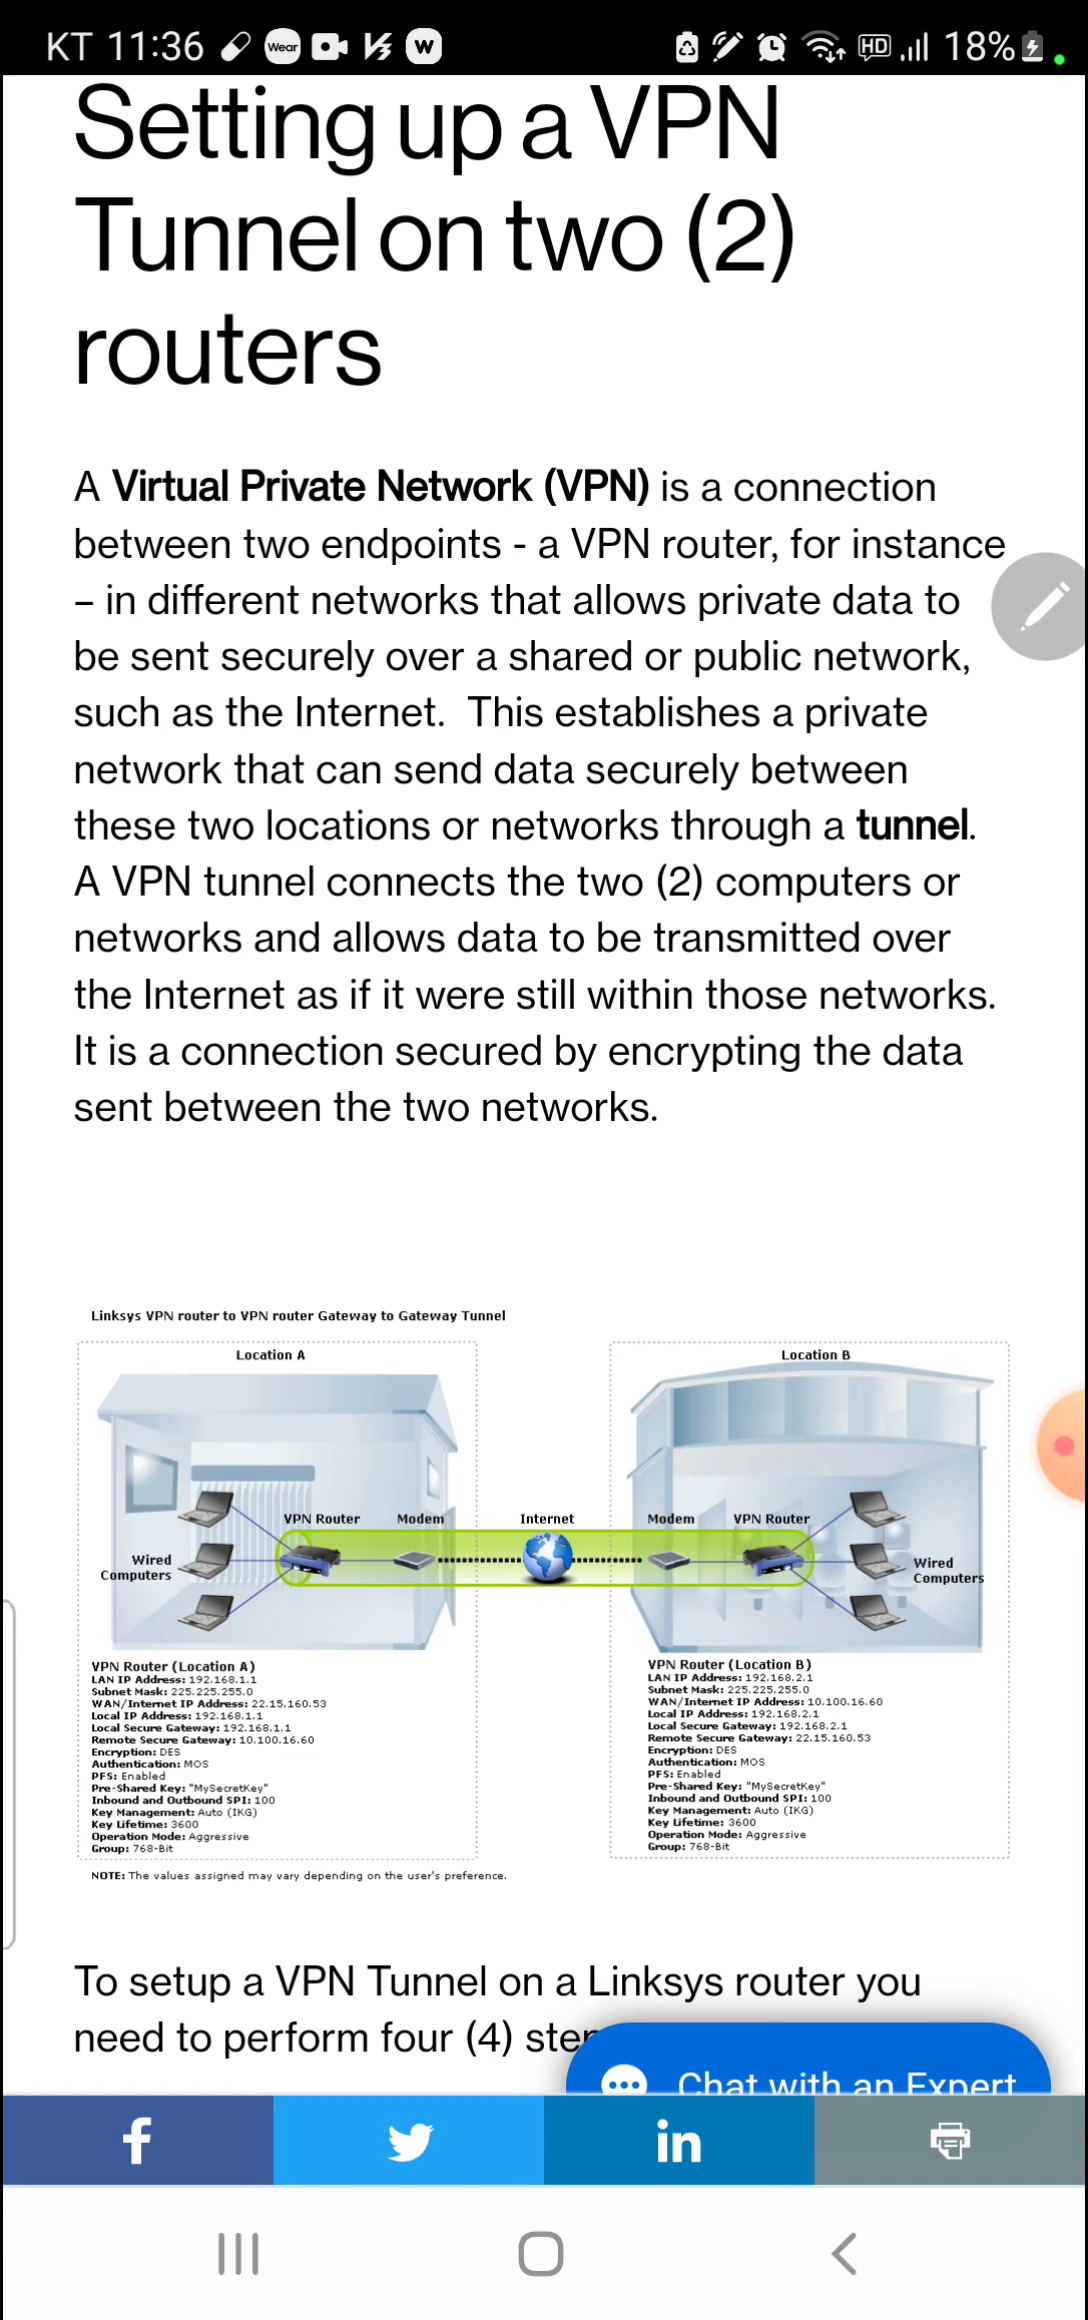 KT 11:36 Wear W HD 18%
Setting up a VPN
Tunnel on two (2)
routers
A Virtual Private Network (VPN) is a connection
between two endpoints - a VPN router, for instance
– in different networks that allows private data to
be sent securely over a shared or public network,
such as the Internet.  This establishes a private
network that can send data securely between
these two locations or networks through a tunnel.
A VPN tunnel connects the two (2) computers or
networks and allows data to be transmitted over
the Internet as if it were still within those networks.
It is a connection secured by encrypting the data
sent between the two networks.
Linksys VPN router to VPN router Gateway to Gateway Tunnel
Location A
VPN Router Modem
Wired
Computers
Internet
Location B
Modem VPN Router
Wired
Computers
VPN Router (Location A)
LAN IP Address: 192.168.1.1
Subnet Mask: 225.225.255.0
WAN/Internet IP Address: 22.15.160.53
Local IP Address: 192.168.1.1
Local Secure Gateway: 192.168.1.1
Remote Secure Gateway: 10.100.16.60
Encryption: DES
Authentication: MOS
PFS: Enabled
Pre-Shared Key: "MySecretKey"
Inbound and Outbound SPI: 100
Key Management: Auto (IKG)
Key Lifetime: 3600
Operation Mode: Aggressive
Group: 768-Bit
VPN Router (Location B)
LAN IP Address: 192.168.2.1
Subnet Mask: 225.225.255.0
WAN/Internet IP Address: 10.100.16.60
Local IP Address: 192.168.2.1
Local Secure Gateway: 192.168.2.1
Remote Secure Gateway: 22.15.160.53
Encryption: DES
Authentication: MOS
PFS: Enabled
Pre-Shared Key: "MySecretKey"
Inbound and Outbound SPI: 100
Key Management: Auto (IKG)
Key Lifetime: 3600
Operation Mode: Aggressive
Group: 768-Bit
NOTE: The values assigned may vary depending on the user's preference.
To setup a VPN Tunnel on a Linksys router you
need to perform four (4)
Chat with an Expert
f in